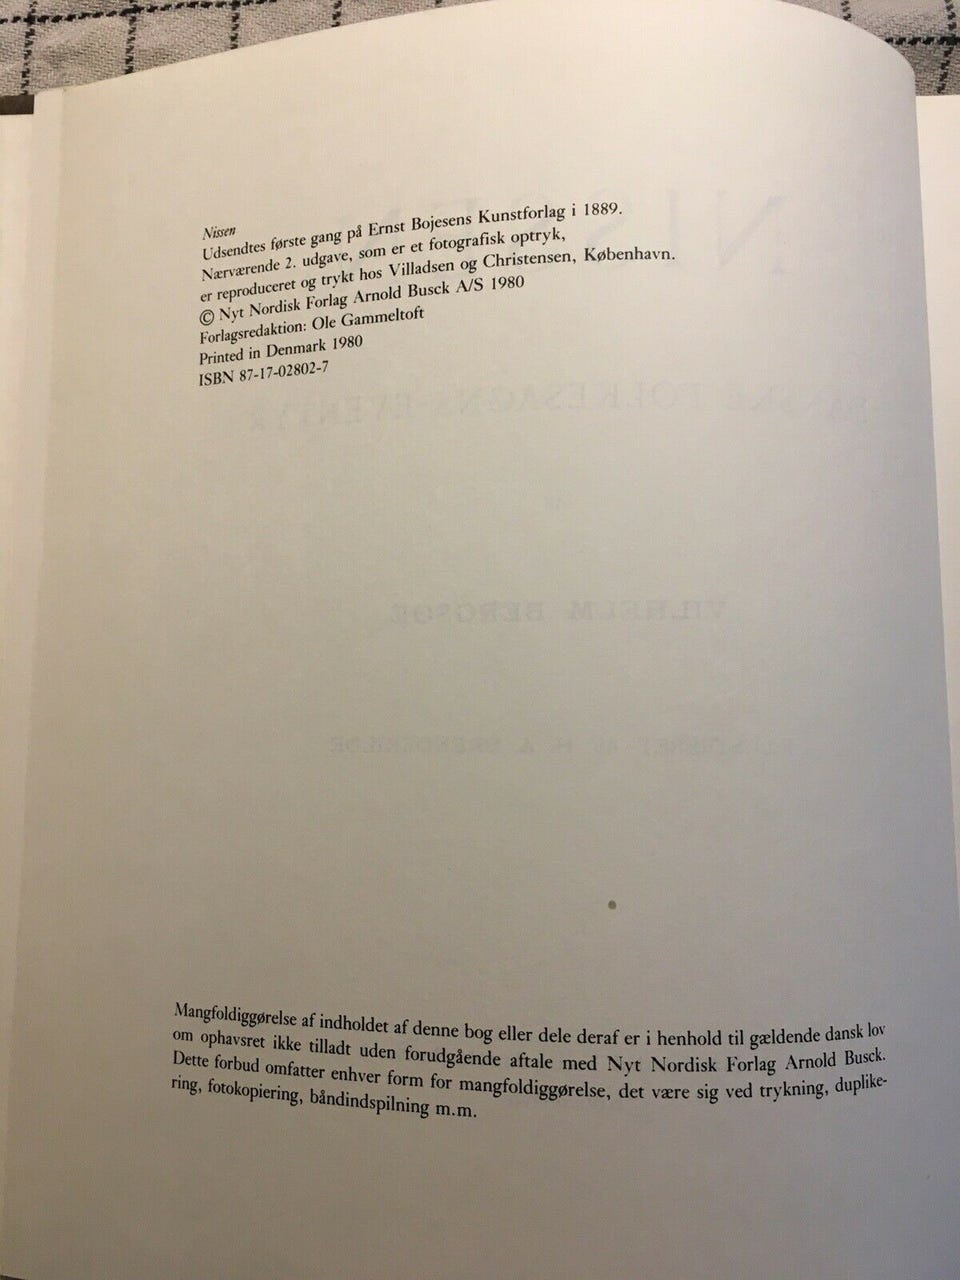 Nissen
Udsendtes første gang på Ernst Bojesens Kunstforlag i 1889.
Nærværende 2. udgave, som er et fotografisk optryk,
er reproduceret og trykt hos Villadsen og Christensen, København.
© Nyt Nordisk Forlag Arnold Busck A/S 1980
Forlagsredaktion: Ole Gammeltoft
Printed in Denmark 1980
ISBN 87-17-02802-7
VILHELM BERGSØE
Mangfoldiggørelse af indholdet af denne bog eller dele deraf er i henhold til gældende dansk lov
om ophavsret ikke tilladt uden forudgående aftale med Nyt Nordisk Forlag Arnold Busck.
Dette forbud omfatter enhver form for mangfoldiggørelse, det være sig ved trykning, duplike-
ring, fotokopiering, båndindspilning m.m.